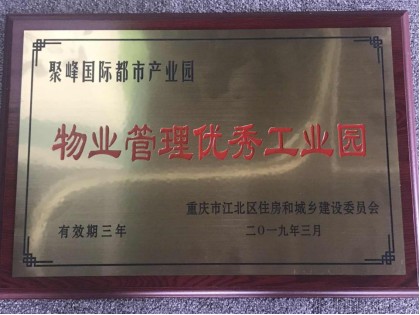 聚峰国际都市产业园
物业管理优秀工业园
重庆市江北区住房和城乡建设委员会
有效期三年
二〇一九年三月